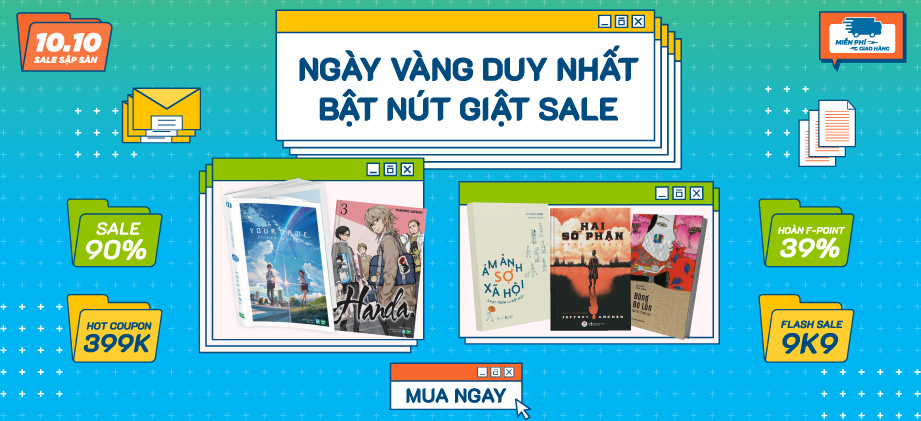 10.10
SALE SẬP SÀN
MIỄN PHÍ
GIAO HÀNG
NGÀY VÀNG DUY NHẤT
BẬT NÚT GIẬT SALE
SALE
90%
HOT COUPON
399K
YOUR NAME.
3
Handa
ÁM ẢNH
SỢ
XÃ HỘI
HAI
SỐ PHẬN
JEFFREY ARCHER
HOÀN F-POINT
39%
FLASH SALE
9K9
MUA NGAY